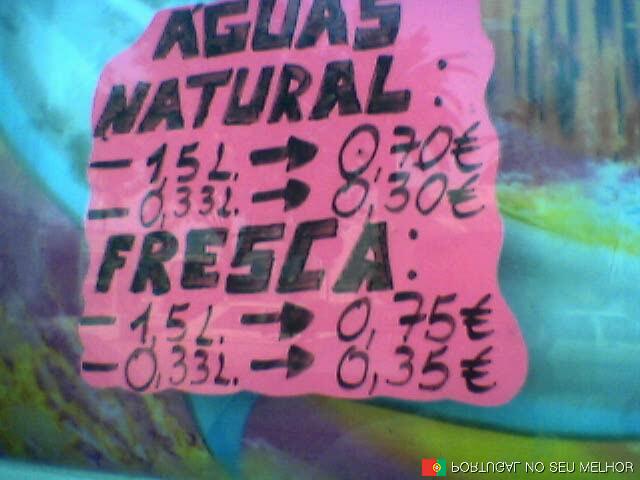 ÁGUAS
NATURAL:
- 1,5L. → 0,70€
- 0,33L. → 0,30€
FRESCA:
- 1,5L. → 0,75€
- 0,33L. → 0,35€
PORTUGAL NO SEU MELHOR